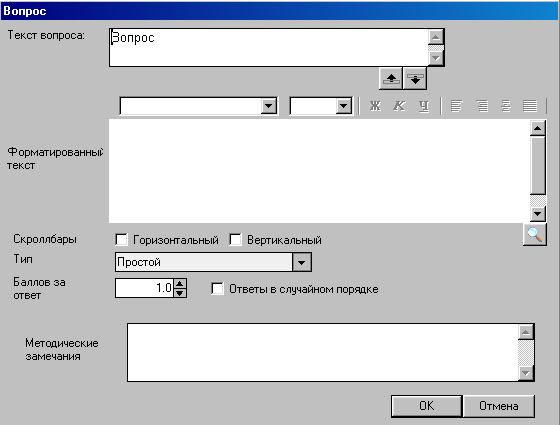 Вопрос
Текст вопроса:
Вопрос
Ж К Ч
Форматированный
текст
Скроллбары
Горизонтальный
Вертикальный
Тип
Простой
Баллов за
ответ
1.0
Ответы в случайном порядке
Методические
замечания
OK
Отмена